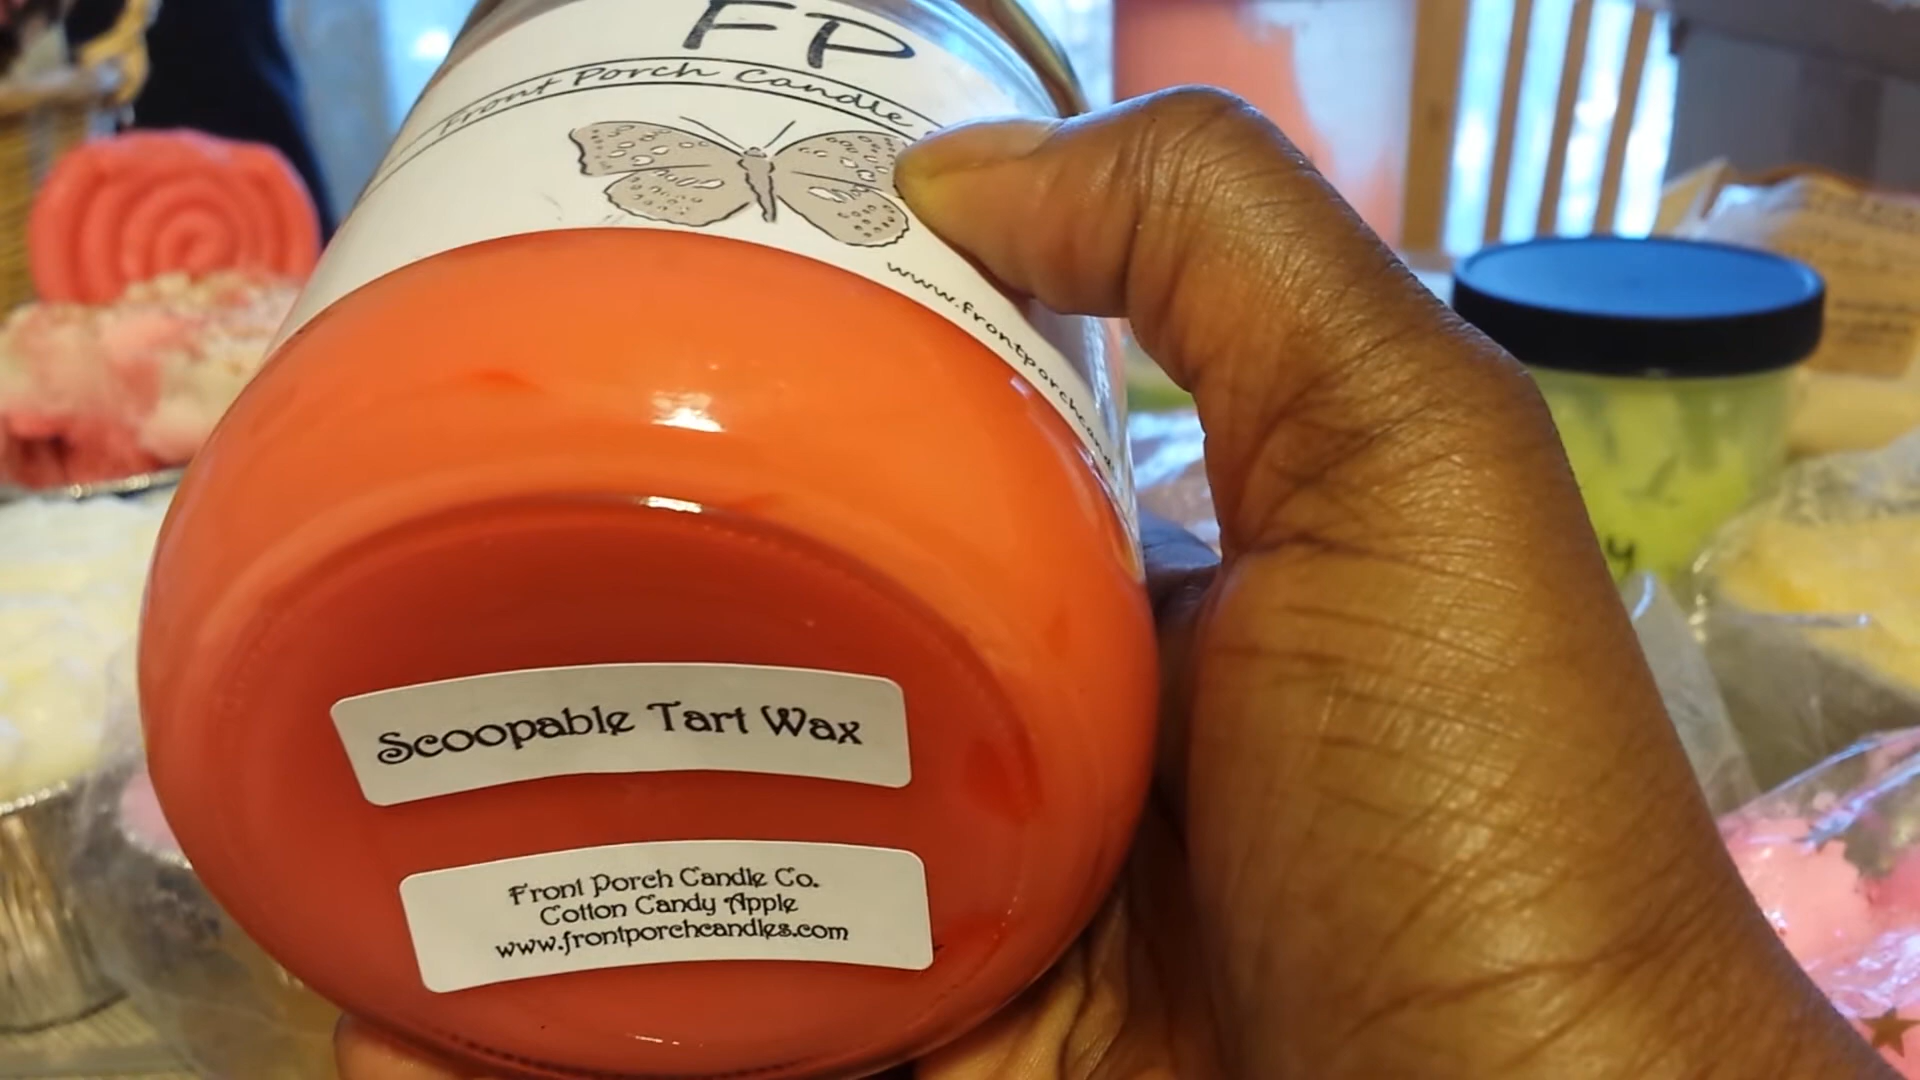 FP
Front Porch Candle
www.frontporchcand
Scoopable Tart Wax
Front Porch Candle Co.
Cotton Candy Apple
www.frontporchcandles.com